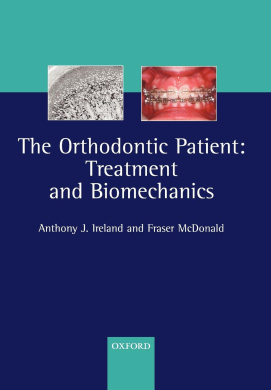 The Orthodontic Patient:
Treatment
and Biomechanics
Anthony J. Ireland and Fraser McDonald
OXFORD